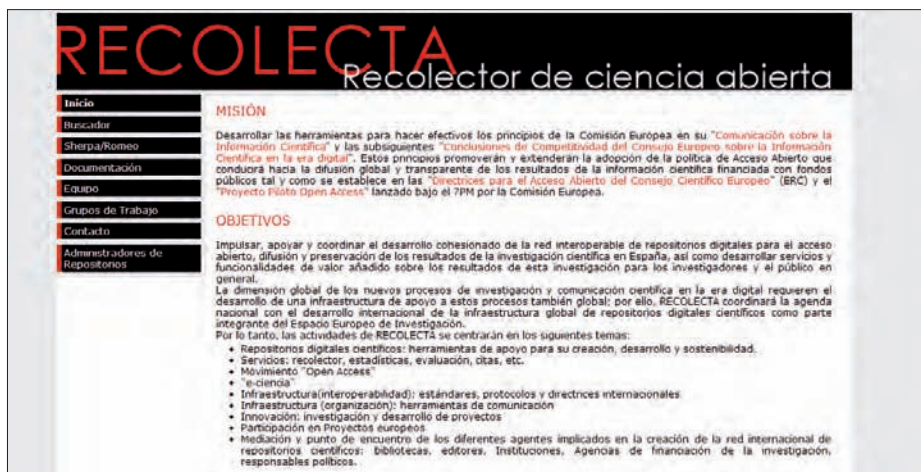 RECOLECTA
Recolector de ciencia abierta
Inicio
Buscador
Sherpa/Romeo
Documentación
Equipo
Grupos de Trabajo
Contacto
Administradores de
Repositorios
MISIÓN
Desarrollar las herramientas para hacer efectivos los principios de la Comisión Europea en su "Comunicación sobre la
Información Científica" y las subsiguientes "Conclusiones de Competitividad del Consejo Europeo sobre la Información
Científica en la era digital". Estos principios promoverán y extenderán la adopción de la política de Acceso Abierto que
conducirá hacia la difusión global y transparente de los resultados de la información científica financiada con fondos
públicos tal y como se establece en las "Directrices para el Acceso Abierto del Consejo Científico Europeo" (ERC) y el
"Proyecto Piloto Open Access" lanzado bajo el 7PM por la Comisión Europea.
OBJETIVOS
Impulsar, apoyar y coordinar el desarrollo cohesionado de la red interoperable de repositorios digitales para el acceso
abierto, difusión y preservación de los resultados de la investigación científica en España, así como desarrollar servicios y
funcionalidades de valor añadido sobre los resultados de esta investigación para los investigadores y el público en
general.
La dimensión global de los nuevos procesos de investigación y comunicación científica en la era digital requieren el
desarrollo de una infraestructura de apoyo a estos procesos también global; por ello, RECOLECTA coordinará la agenda
nacional con el desarrollo internacional de la infraestructura global de repositorios digitales científicos como parte
integrante del Espacio Europeo de Investigación.
Por lo tanto, las actividades de RECOLECTA se centrarán en los siguientes temas:
• Repositorios digitales científicos: herramientas de apoyo para su creación, desarrollo y sostenibilidad.
• Servicios: recolector, estadísticas, evaluación, citas, etc.
• Movimiento "Open Access"
• "e-ciencia"
• Infraestructura(interoperabilidad): estándares, protocolos y directrices internacionales
• Infraestructura (organización): herramientas de comunicación
• Innovación: investigación y desarrollo de proyectos
• Participación en Proyectos europeos
• Mediación y punto de encuentro de los diferentes agentes implicados en la creación de la red internacional de
repositorios científicos: bibliotecas, editores, Instituciones, Agencias de financiación de la investigación,
responsables políticos.